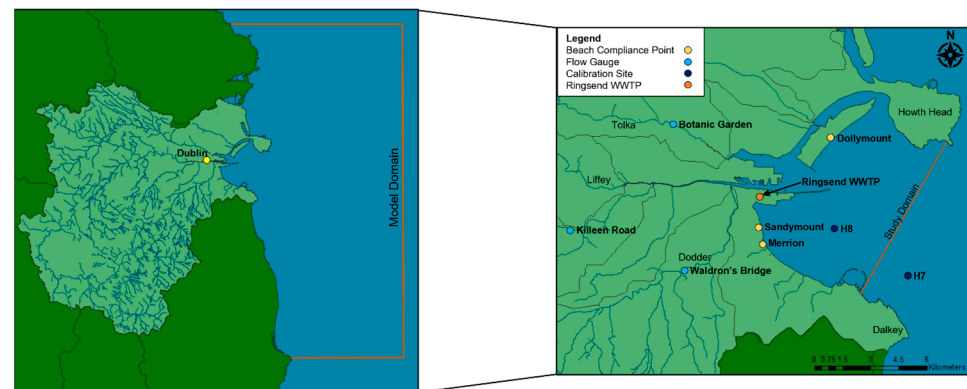 Dublin
Model Domain
Legend
Beach Compliance Point
Flow Gauge
Calibration Site
Ringsend WWTP
N
Howth Head
Tolka
Botanic Garden
Dollymount
Liffey
Ringsend WWTP
Study Domain
Killeen Road
Sandymount
H8
Merrion
Dodder
Waldron's Bridge
H7
Dalkey
0 0.75 1.5 3 4.5 6
Kilometers